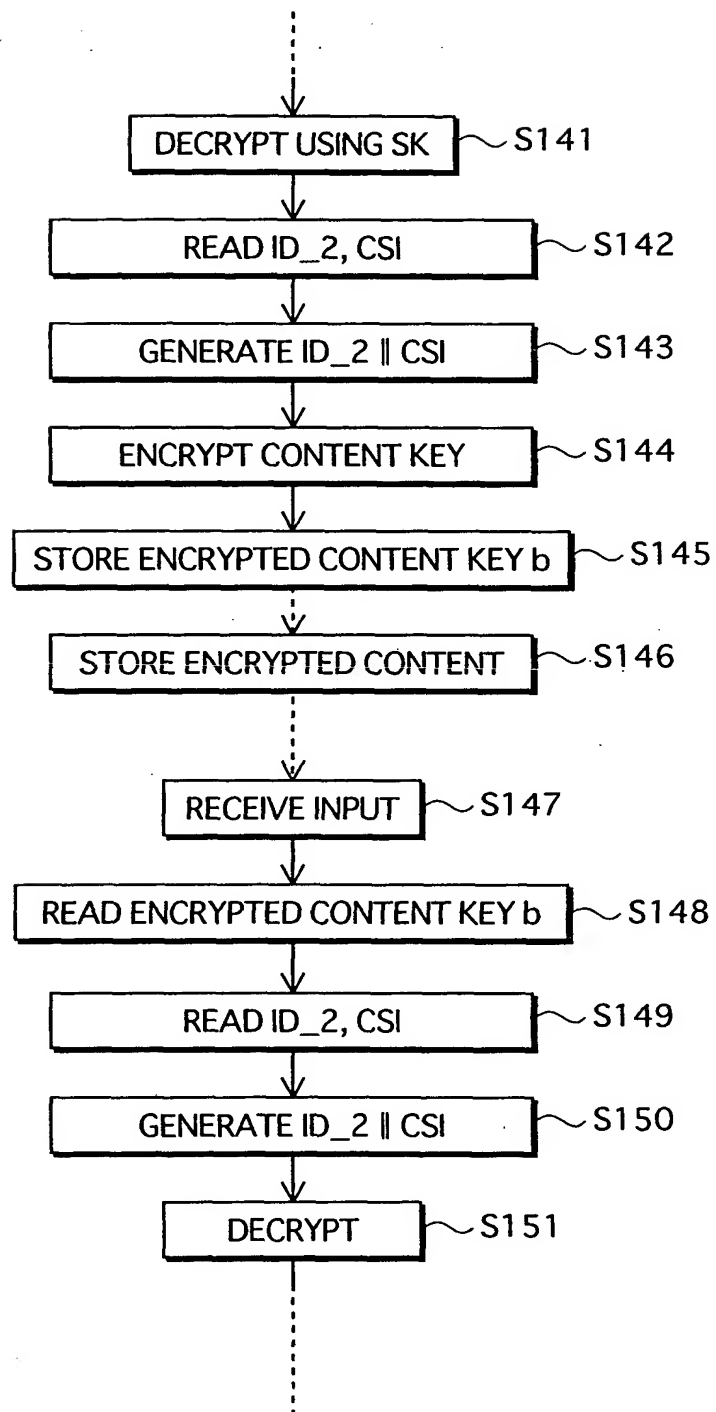 DECRYPT USING SK S141
READ ID_2, CSI S142
GENERATE ID_2 || CSI S143
ENCRYPT CONTENT KEY S144
STORE ENCRYPTED CONTENT KEY b S145
STORE ENCRYPTED CONTENT S146
RECEIVE INPUT S147
READ ENCRYPTED CONTENT KEY b S148
READ ID_2, CSI S149
GENERATE ID_2 || CSI S150
DECRYPT S151